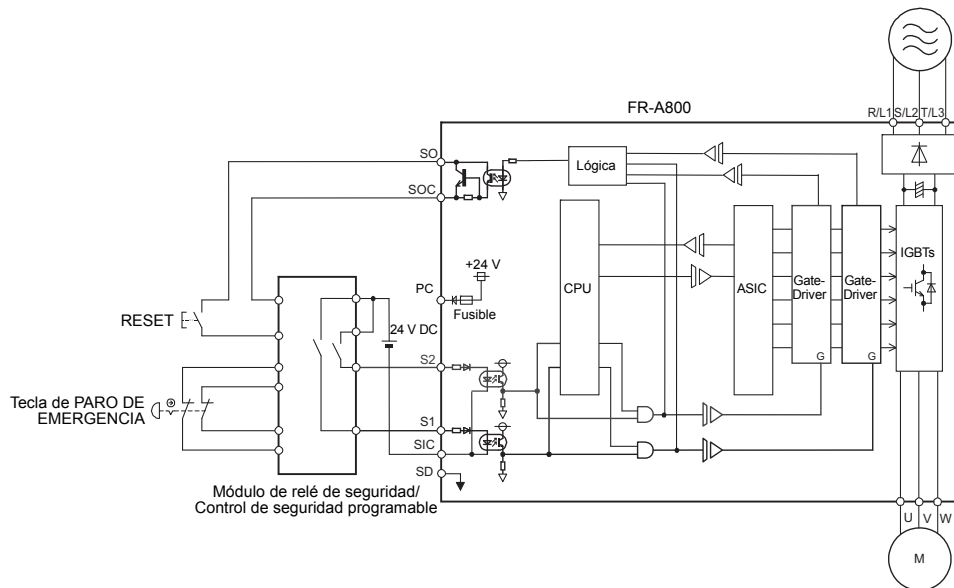 FR-A800
R/L1 S/L2 T/L3
SO
SOC
Lógica
+24 V
PC
Fusible
CPU
ASIC
Gate-
Driver
G
Gate-
Driver
G
IGBTs
RESET
24 V DC
S2
Tecla de PARO DE
EMERGENCIA
S1
SIC
SD
Módulo de relé de seguridad/
Control de seguridad programable
U V W
M